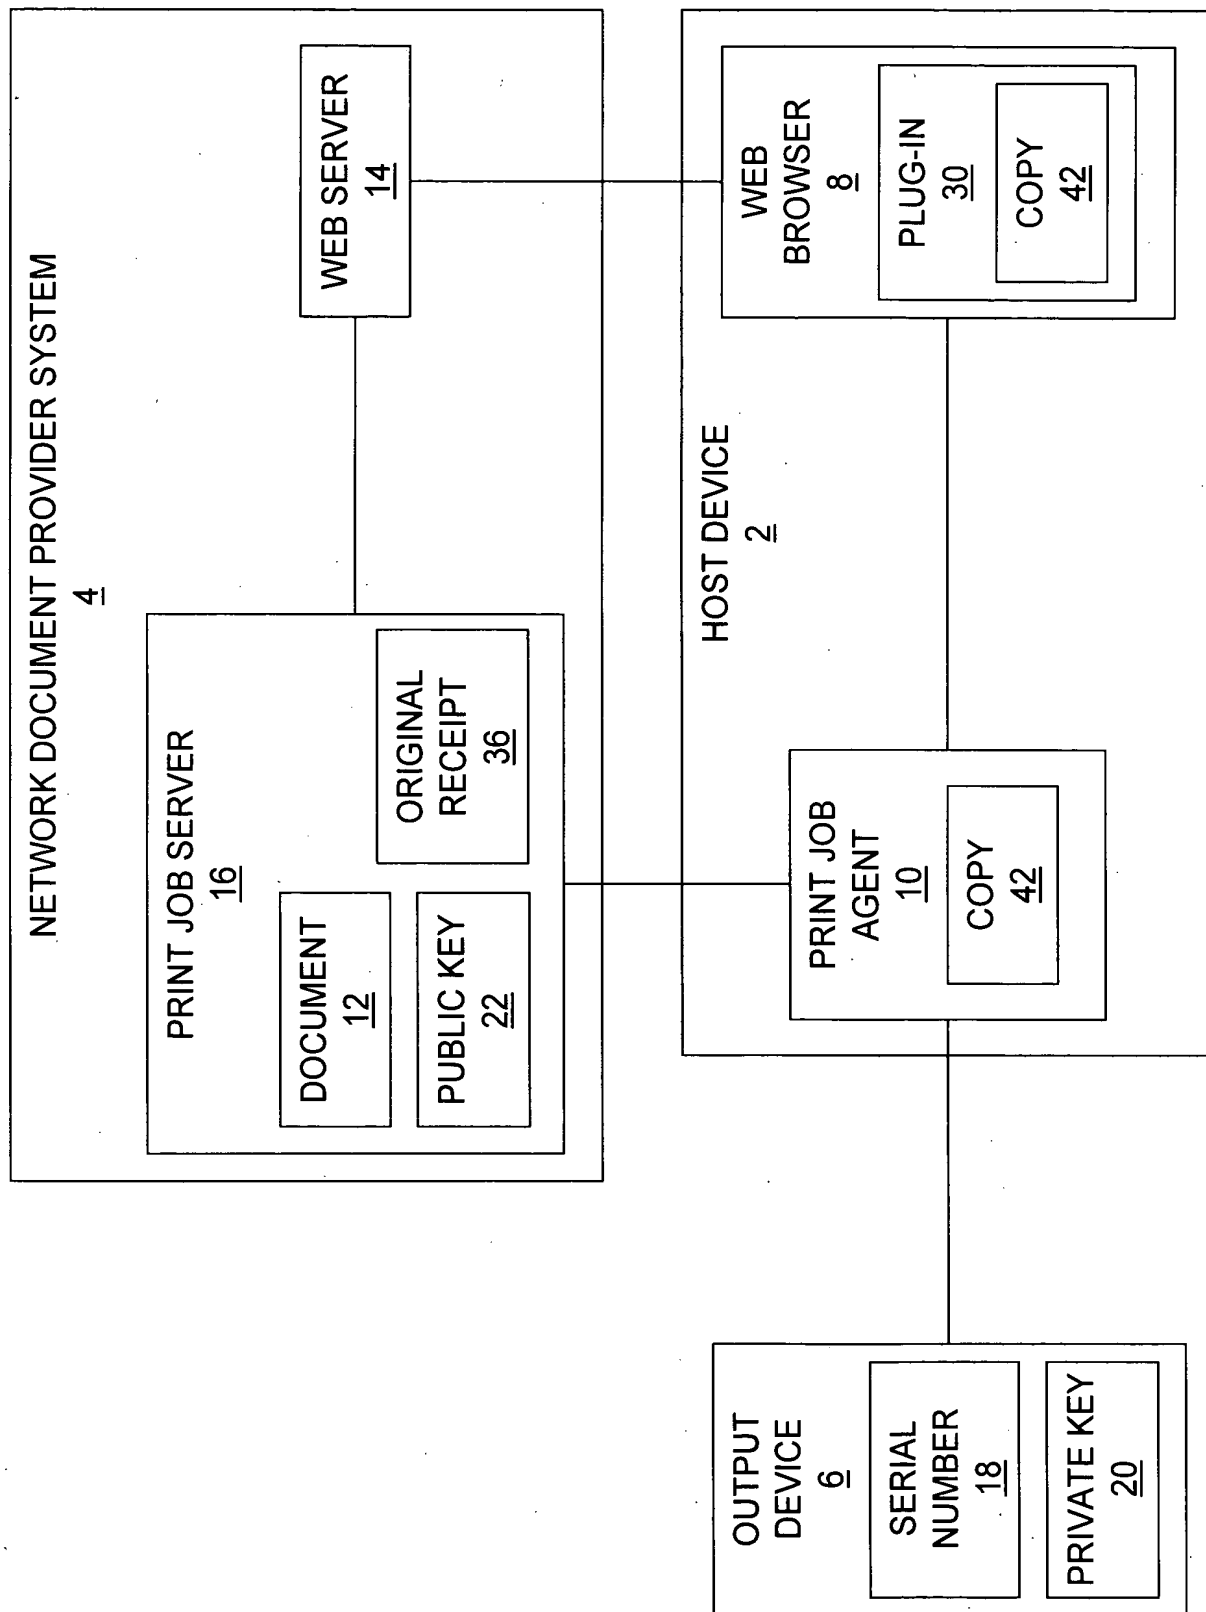 NETWORK DOCUMENT PROVIDER SYSTEM
4
PRINT JOB SERVER
16
DOCUMENT
12
PUBLIC KEY
22
ORIGINAL
RECEIPT
36
WEB SERVER
14
HOST DEVICE
2
OUTPUT
DEVICE
6
SERIAL
NUMBER
18
PRIVATE KEY
20
PRINT JOB
AGENT
10
COPY
42
WEB
BROWSER
8
PLUG-IN
30
COPY
42